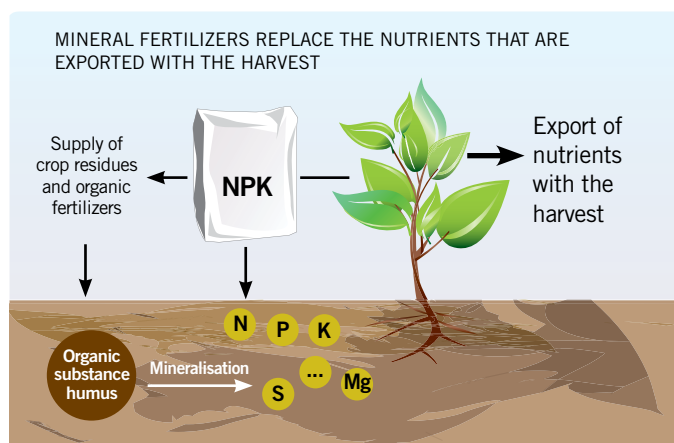 MINERAL FERTILIZERS REPLACE THE NUTRIENTS THAT ARE
EXPORTED WITH THE HARVEST
Supply of
crop residues
and organic
fertilizers
NPK
Export of
nutrients
with the
harvest
N
P
K
Organic
substance
humus
Mineralisation
...
S
Mg